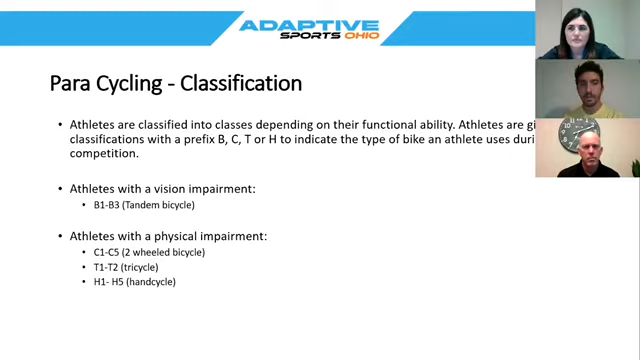 ADAPTIVE
SPORTS OHIO
Para Cycling - Classification
• Athletes are classified into classes depending on their functional ability. Athletes are
classifications with a prefix B, C, T or H to indicate the type of bike an athlete uses
competition.
• Athletes with a vision impairment:
• B1-B3 (Tandem bicycle)
• Athletes with a physical impairment:
• C1-C5 (2 wheeled bicycle)
• T1-T2 (tricycle)
• H1- H5 (handcycle)